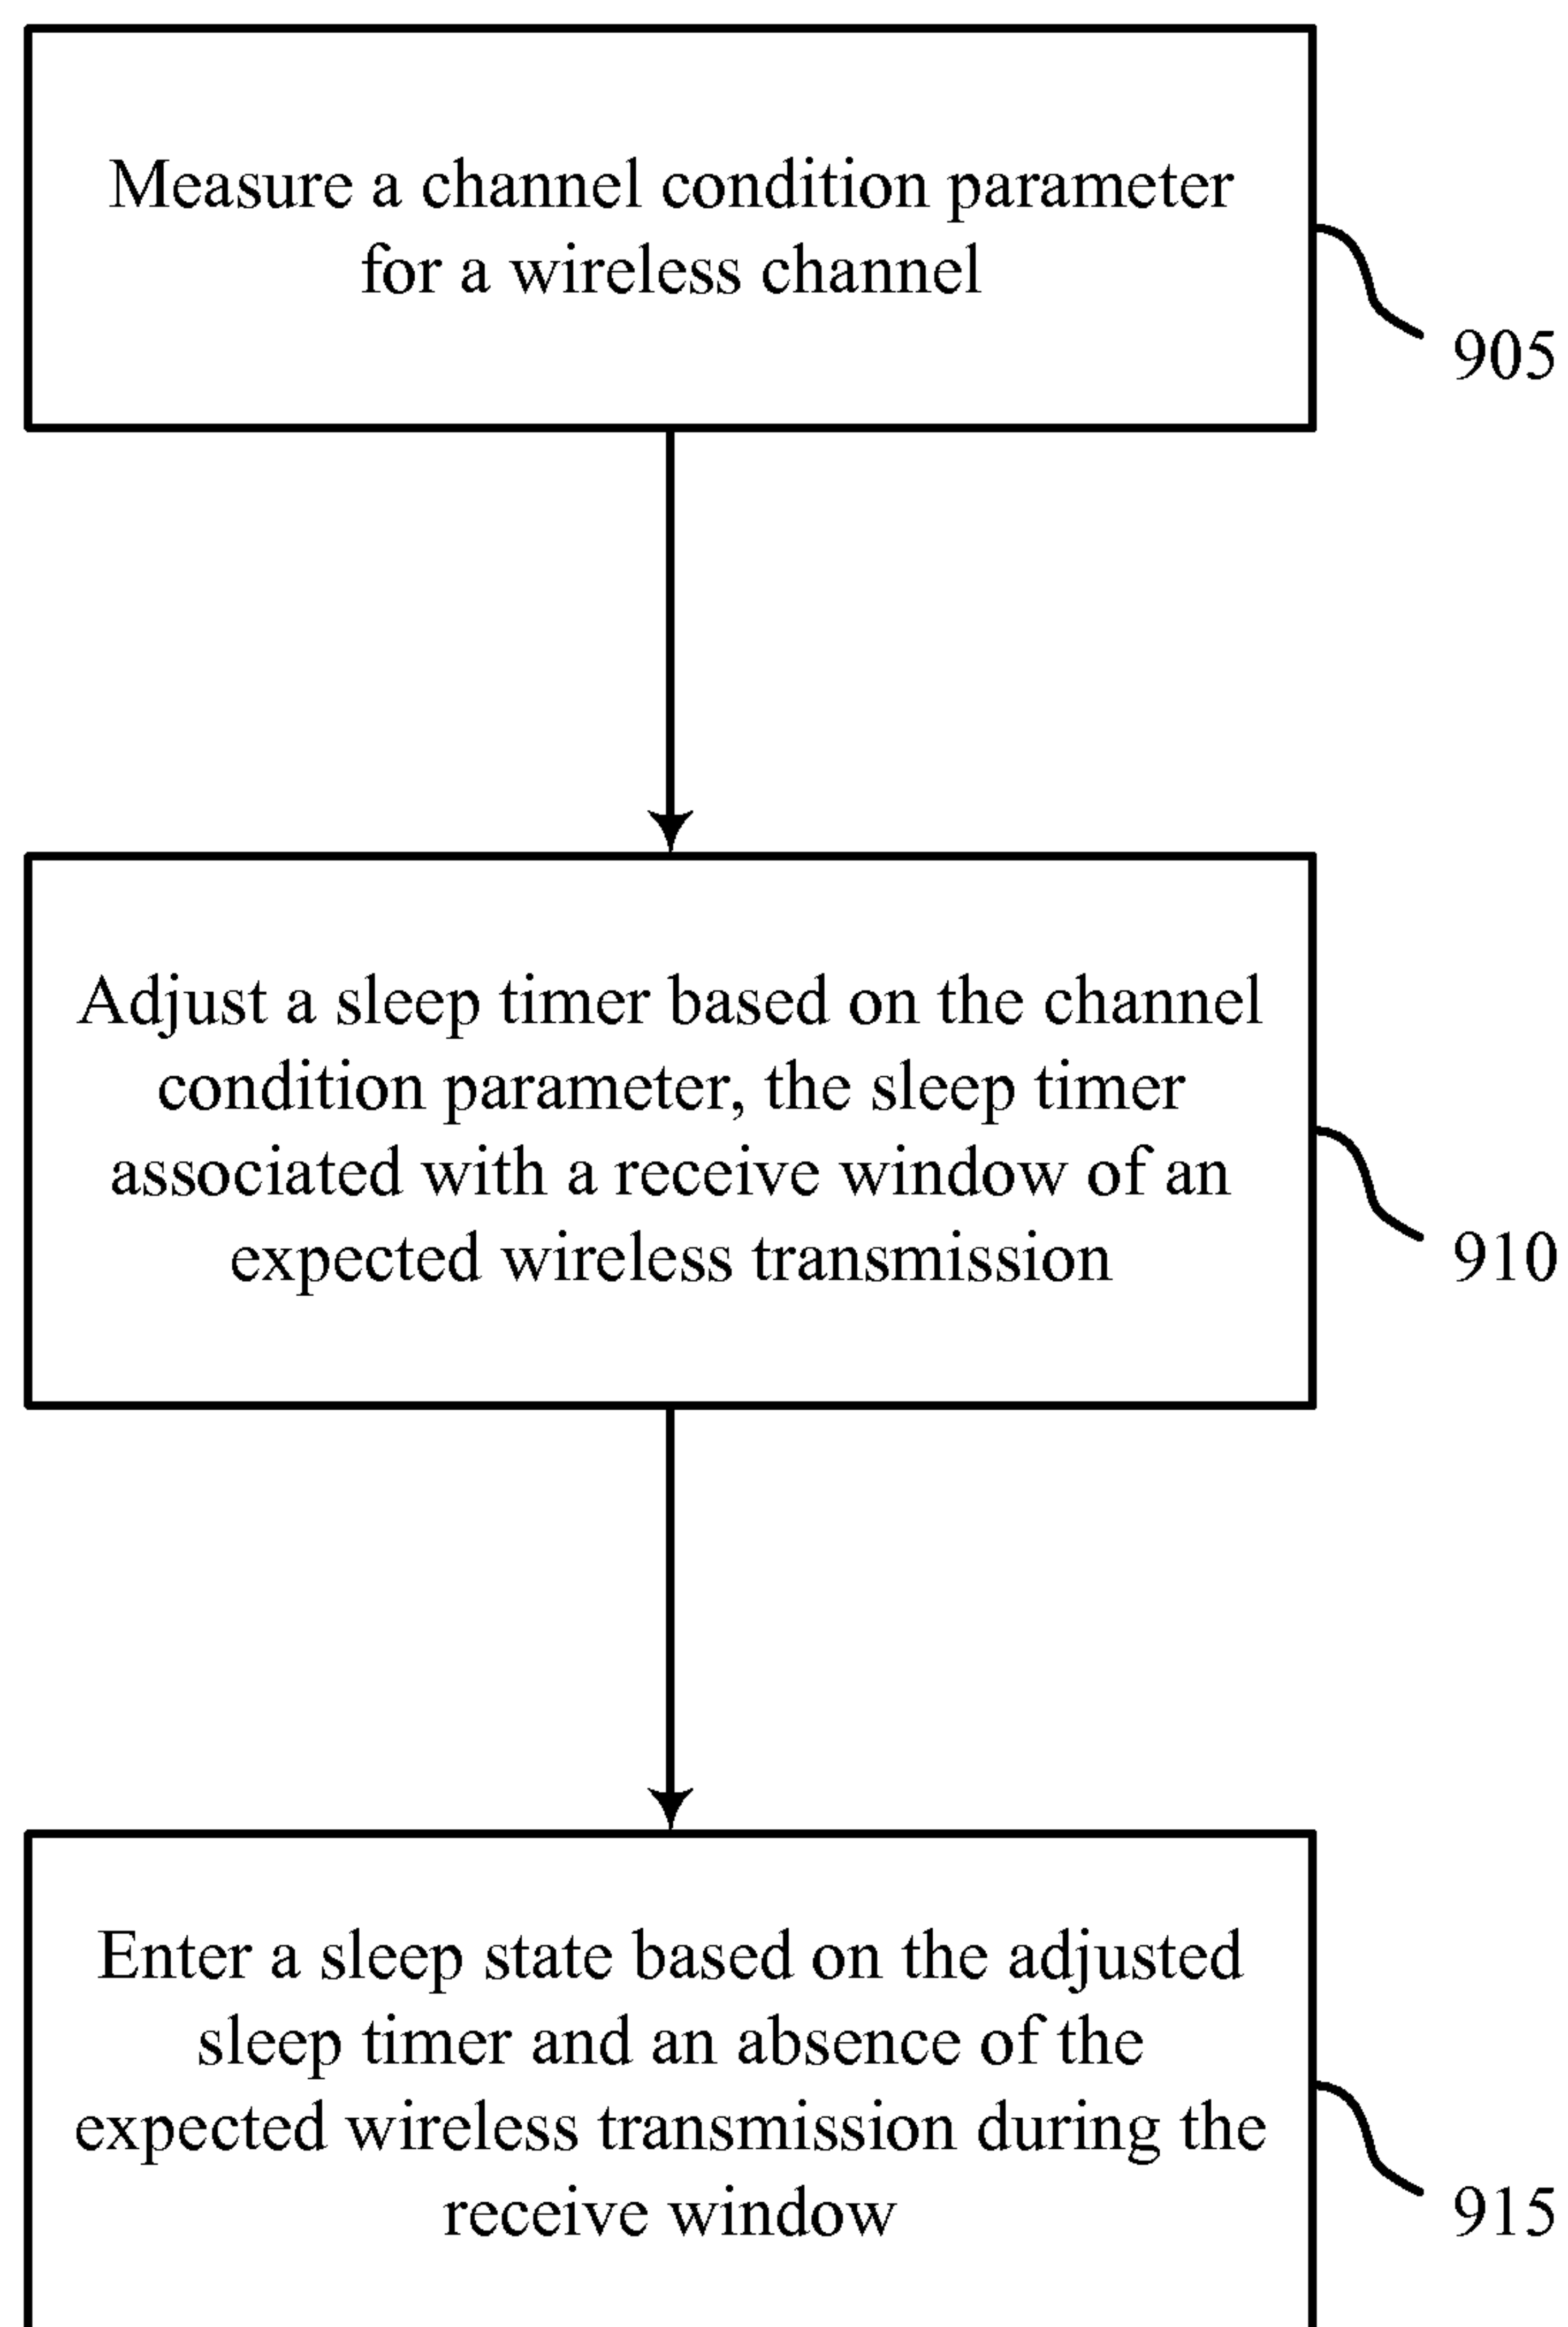 Measure a channel condition parameter
for a wireless channel
905
Adjust a sleep timer based on the channel
condition parameter, the sleep timer
associated with a receive window of an
expected wireless transmission
910
Enter a sleep state based on the adjusted
sleep timer and an absence of the
expected wireless transmission during the
receive window
915